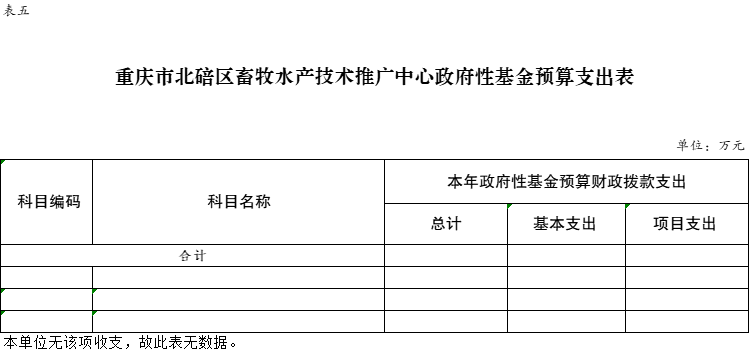 表五
重庆市北碚区畜牧水产技术推广中心政府性基金预算支出表
单位：万元
科目编码 科目名称 本年政府性基金预算财政拨款支出
总计 基本支出 项目支出
合计
本单位无该项收支，故此表无数据。